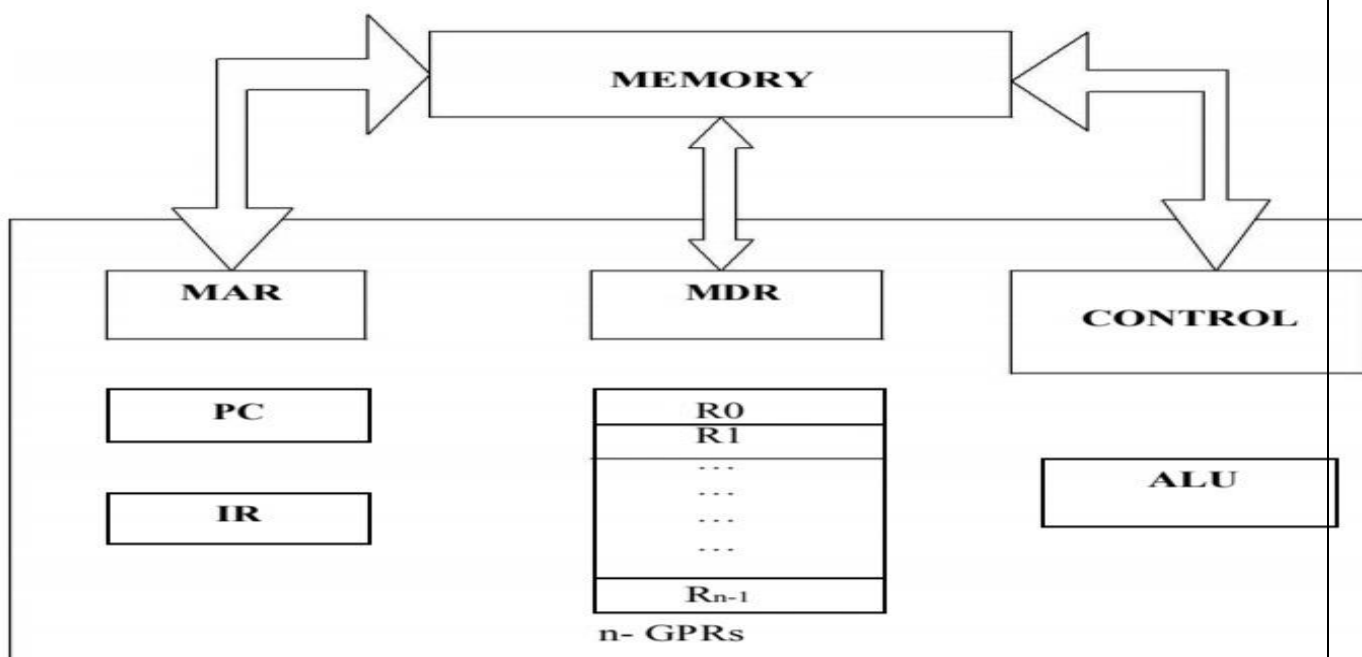 MEMORY
MAR
MDR
CONTROL
PC
R0
R1
...
IR
...
...
...
ALU
Rn-1
n- GPRs